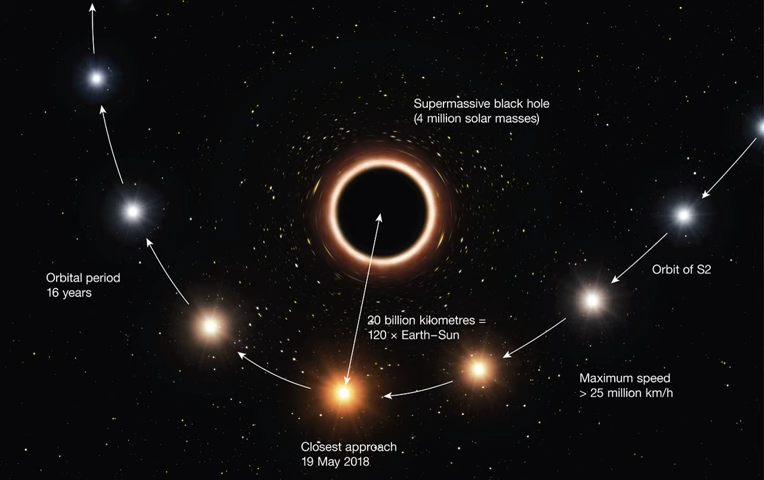 Supermassive black hole
(4 million solar masses)
Orbit of S2
Orbital period
16 years
20 billion kilometres =
120 × Earth–Sun
Maximum speed
> 25 million km/h
Closest approach
19 May 2018